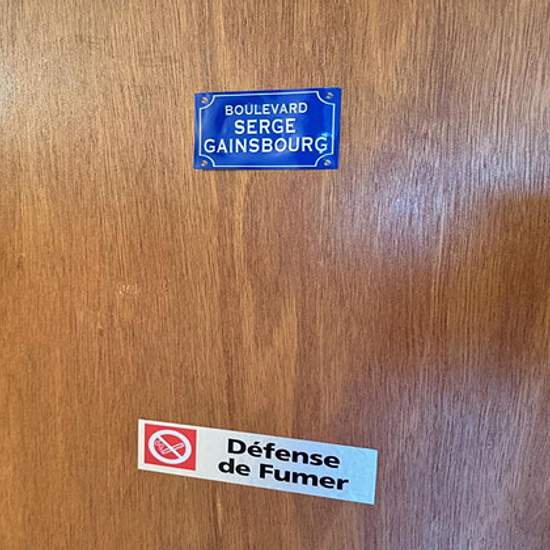 BOULEVARD
SERGE
GAINSBOURG
Défense
de Fumer